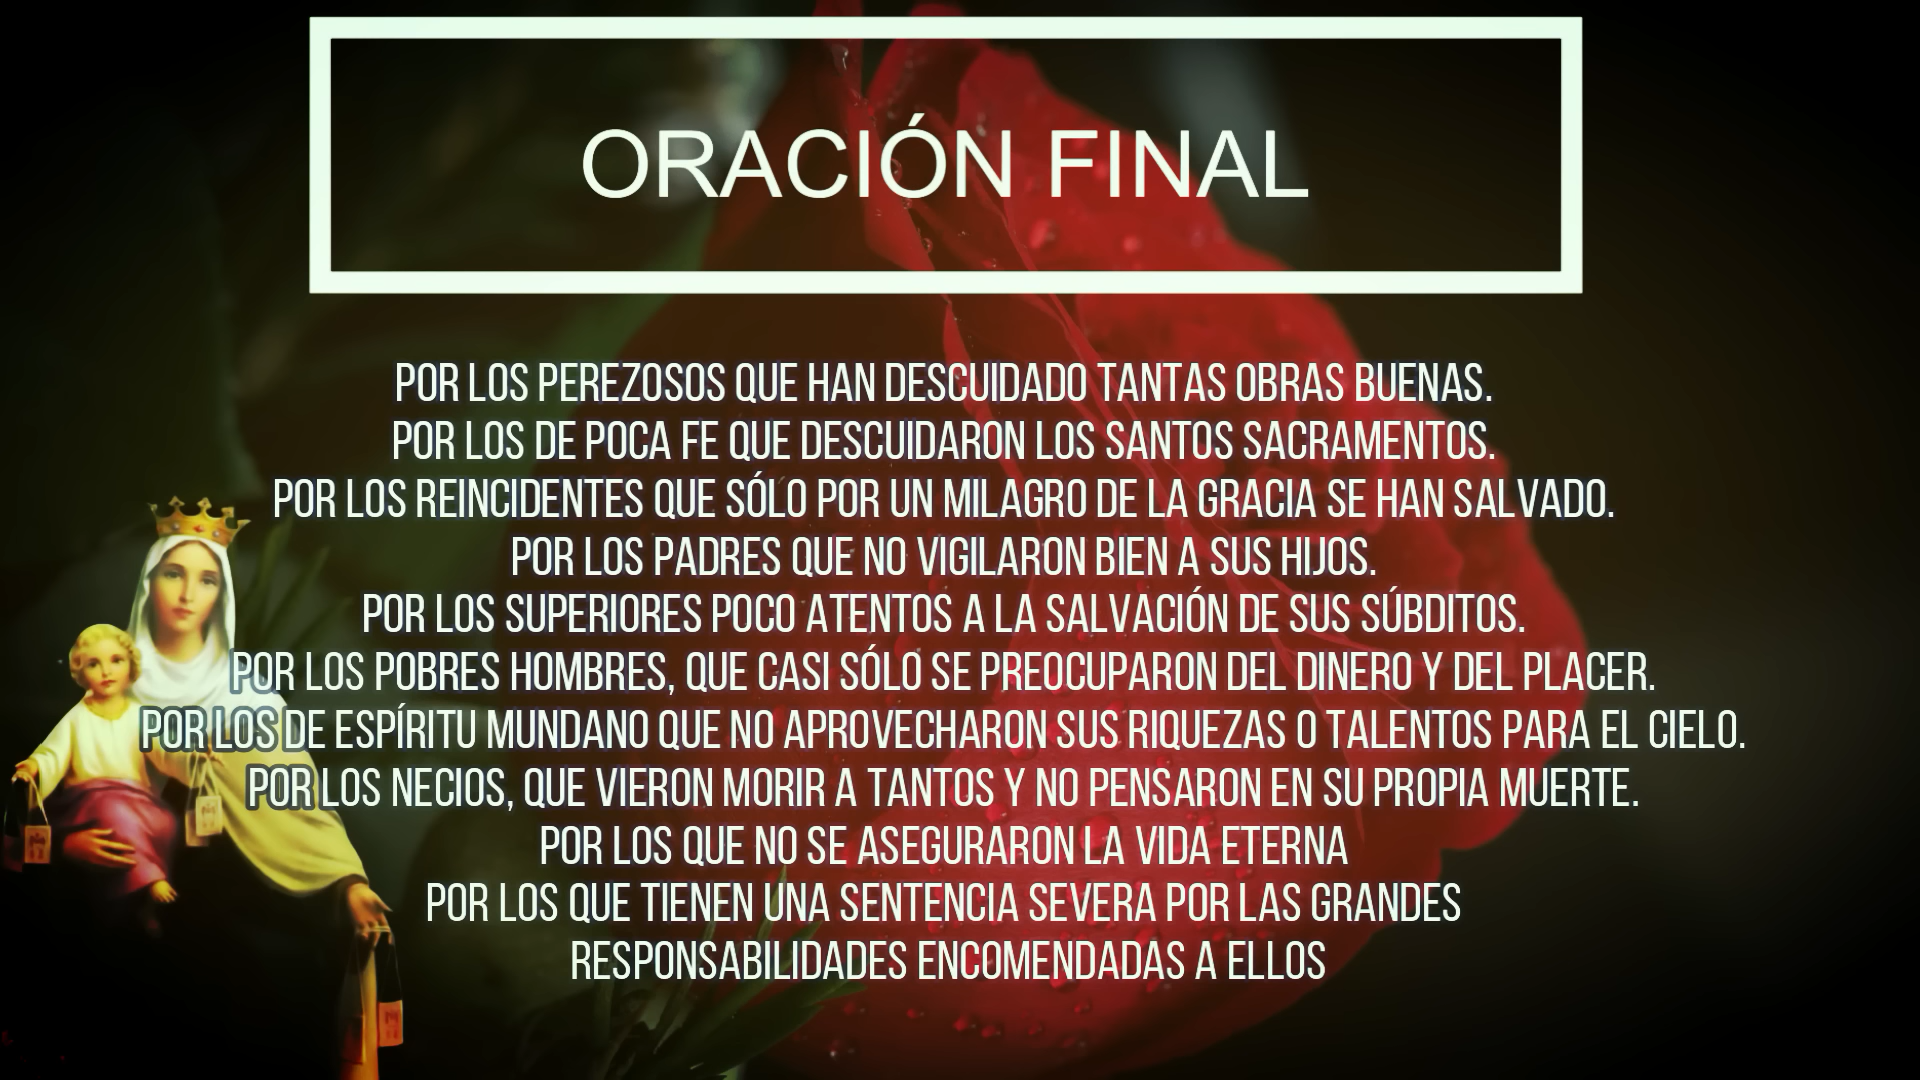 ORACIÓN FINAL
POR LOS PEREZOSOS QUE HAN DESCUIDADO TANTAS OBRAS BUENAS.
POR LOS DE POCA FE QUE DESCUIDARON LOS SANTOS SACRAMENTOS.
POR LOS REINCIDENTES QUE SÓLO POR UN MILAGRO DE LA GRACIA SE HAN SALVADO.
POR LOS PADRES QUE NO VIGILARON BIEN A SUS HIJOS.
POR LOS SUPERIORES POCO ATENTOS A LA SALVACIÓN DE SUS SÚBDITOS.
POR LOS POBRES HOMBRES, QUE CASI SÓLO SE PREOCUPARON DEL DINERO Y DEL PLACER.
POR LOS DE ESPÍRITU MUNDANO QUE NO APROVECHARON SUS RIQUEZAS O TALENTOS PARA EL CIELO.
POR LOS NECIOS, QUE VIERON MORIR A TANTOS Y NO PENSARON EN SU PROPIA MUERTE.
POR LOS QUE NO SE ASEGURARON LA VIDA ETERNA
POR LOS QUE TIENEN UNA SENTENCIA SEVERA POR LAS GRANDES
RESPONSABILIDADES ENCOMENDADAS A ELLOS